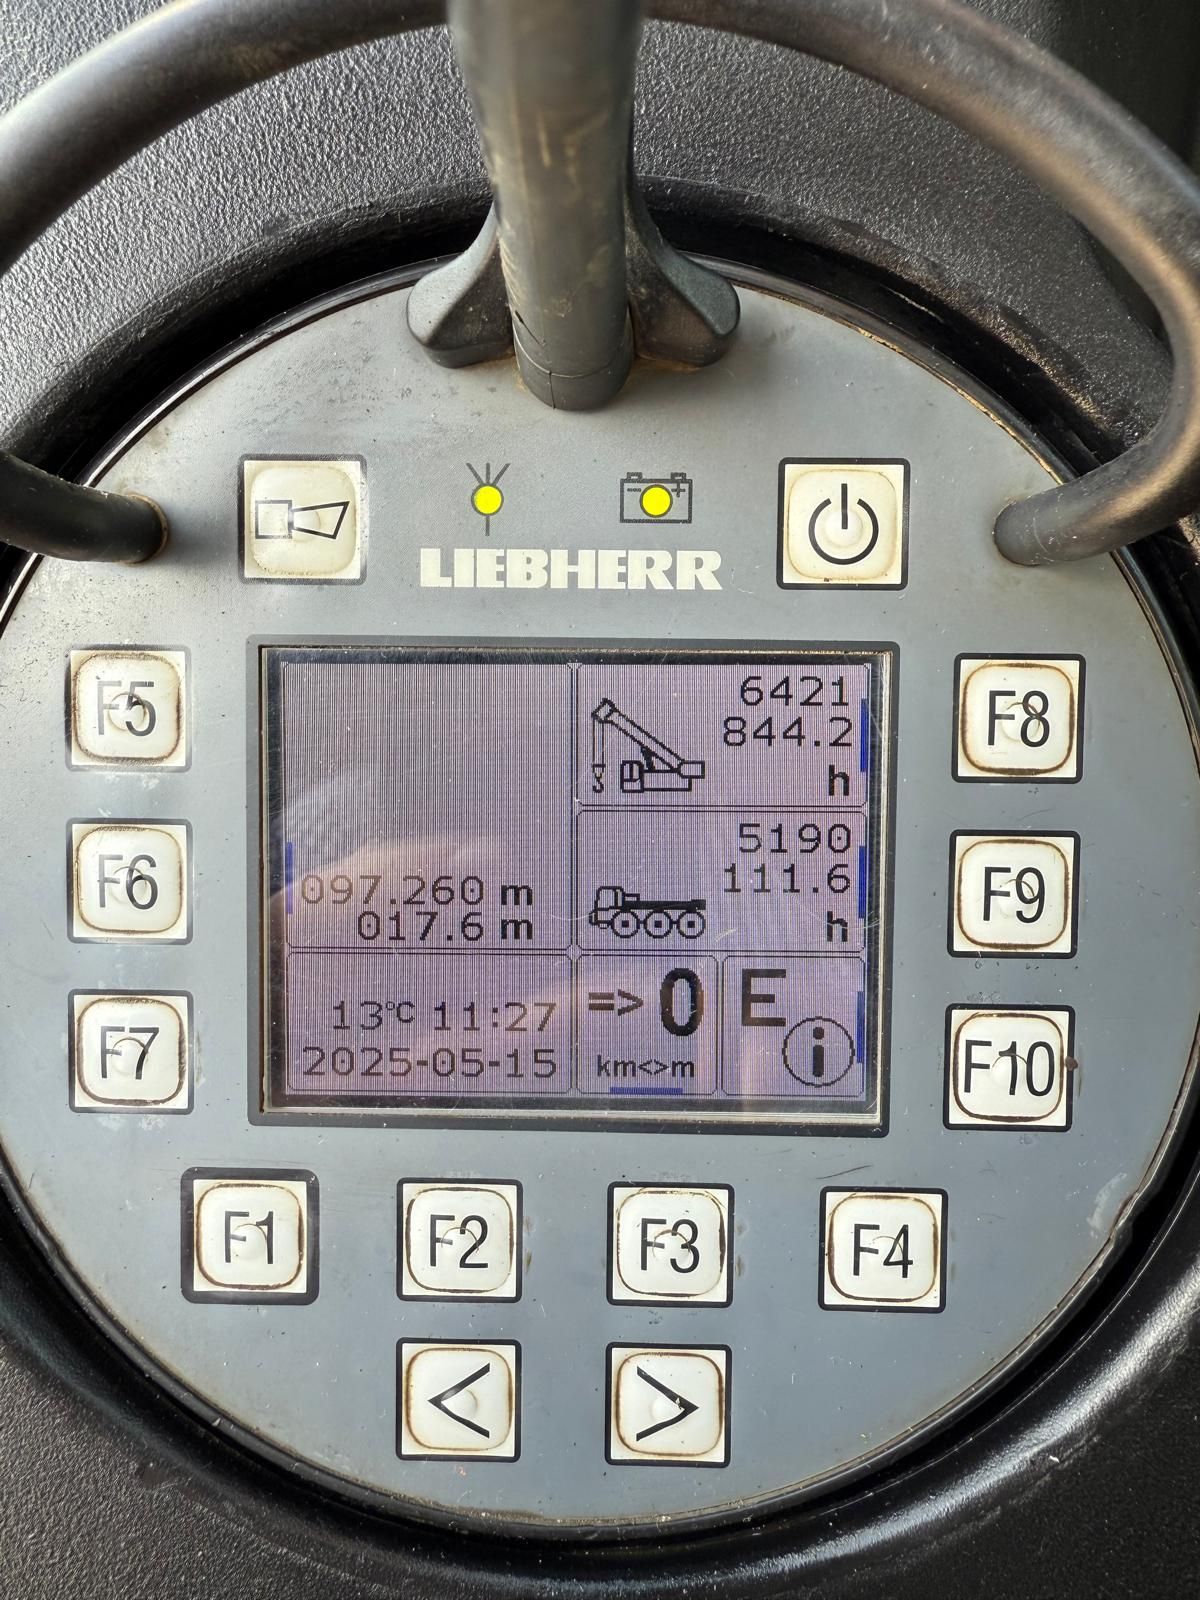 LIEBHERR
F5
F6
F7
F8
F9
F10
6421
844.2
h
5190
111.6
h
097.260 m
017.6 m
13°C 11:27
2025-05-15
=> 0
km<>m
E
i
F1 F2 F3 F4
< >